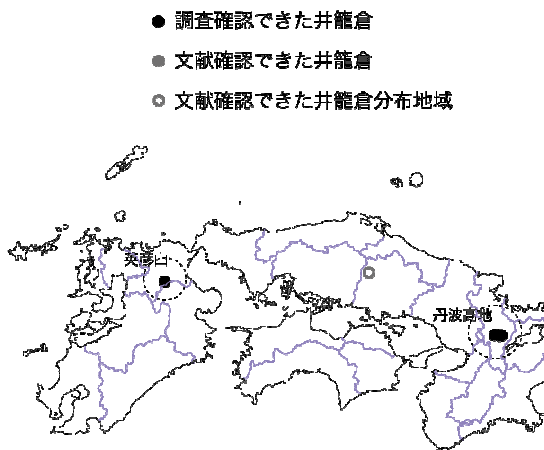 調査確認できた井籠倉
文献確認できた井籠倉
文献確認できた井籠倉分布地域
英彦山
丹波高地